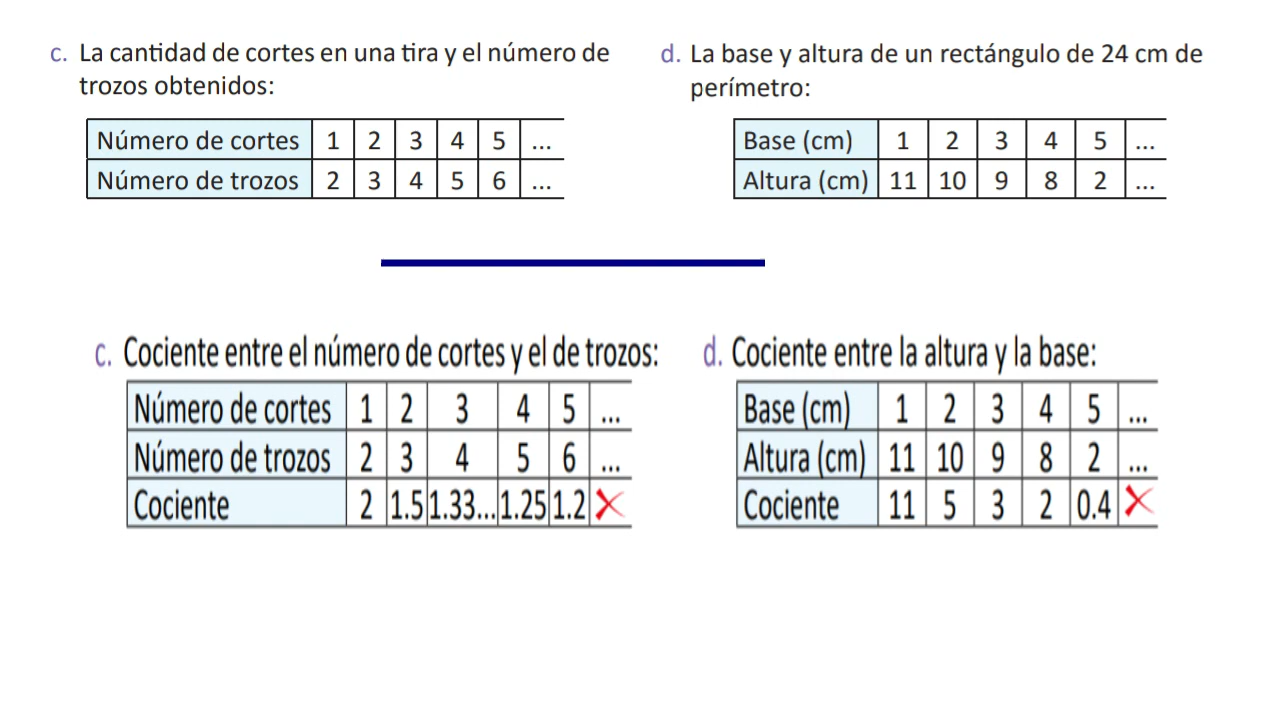 c. La cantidad de cortes en una tira y el número de
trozos obtenidos:
Número de cortes 1 2 3 4 5 ...
Número de trozos 2 3 4 5 6 ...
d. La base y altura de un rectángulo de 24 cm de
perímetro:
Base (cm) 1 2 3 4 5 ...
Altura (cm) 11 10 9 8 2 ...
c. Cociente entre el número de cortes y el de trozos:
Número de cortes 1 2 3 4 5 ...
Número de trozos 2 3 4 5 6 ...
Cociente 2 1.5 1.33... 1.25 1.2
d. Cociente entre la altura y la base:
Base (cm) 1 2 3 4 5 ...
Altura (cm) 11 10 9 8 2 ...
Cociente 11 5 3 2 0.4